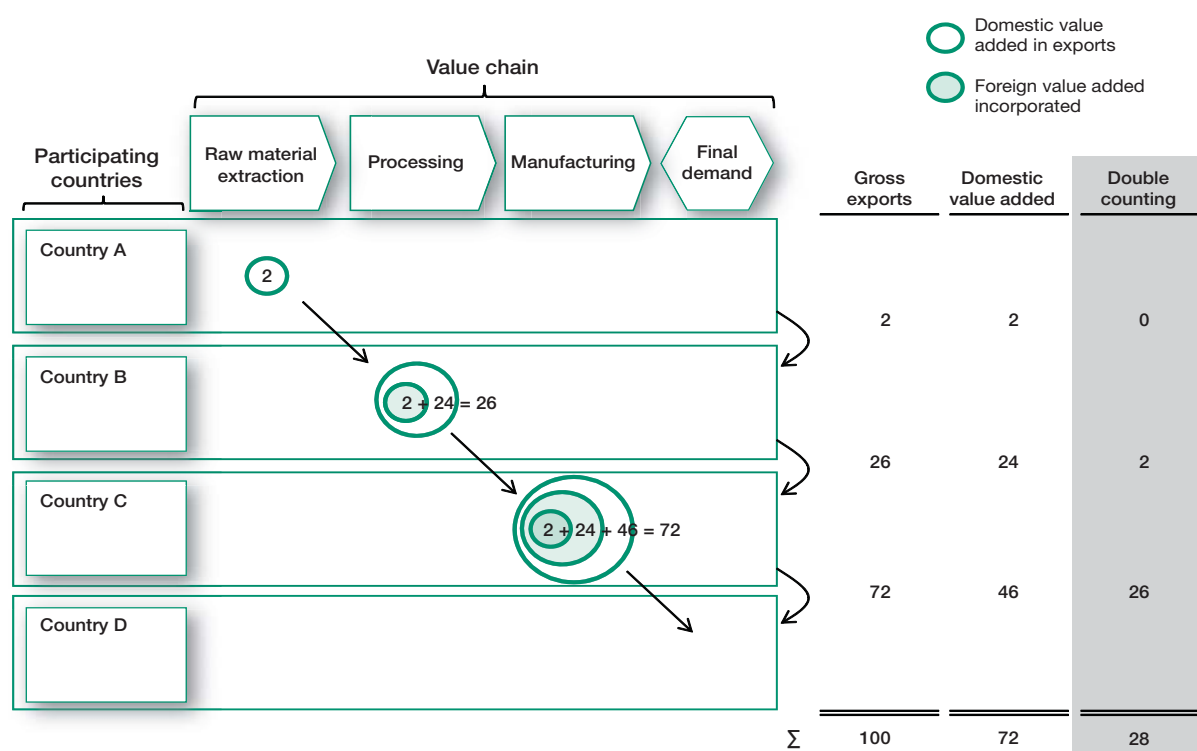 Domestic value
added in exports
Foreign value added
incorporated
Value chain
Participating
countries
Raw material
extraction
Processing
Manufacturing
Final
demand
Gross
exports
Domestic
value added
Double
counting
Country A
2
2 2 0
Country B
2 + 24 = 26
26 24 2
Country C
2 + 24 + 46 = 72
72 46 26
Country D
Σ 100 72 28